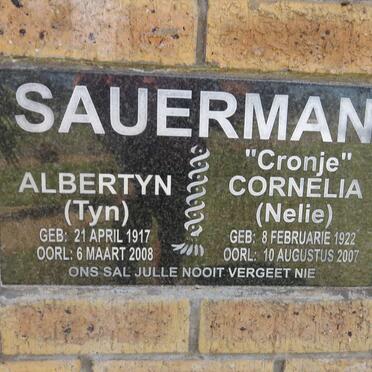 SAUERMAN
ALBERTYN
(Tyn)
GEB: 21 APRIL 1917
OORL: 6 MAART 2008
"Cronje"
CORNELIA
(Nelie)
GEB: 8 FEBRUARIE 1922
OORL: 10 AUGUSTUS 2007
ONS SAL JULLE NOOIT VERGEET NIE